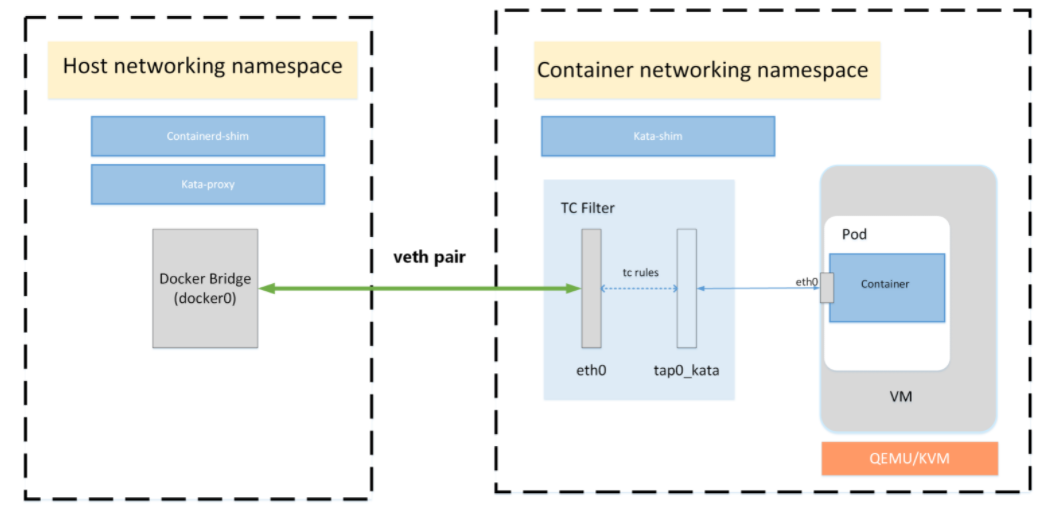 Host networking namespace
Containerd-shim
Kata-proxy
Docker Bridge
(docker0)
veth pair
Container networking namespace
Kata-shim
TC Filter
tc rules
eth0
tap0_kata
eth0
Pod
Container
VM
QEMU/KVM